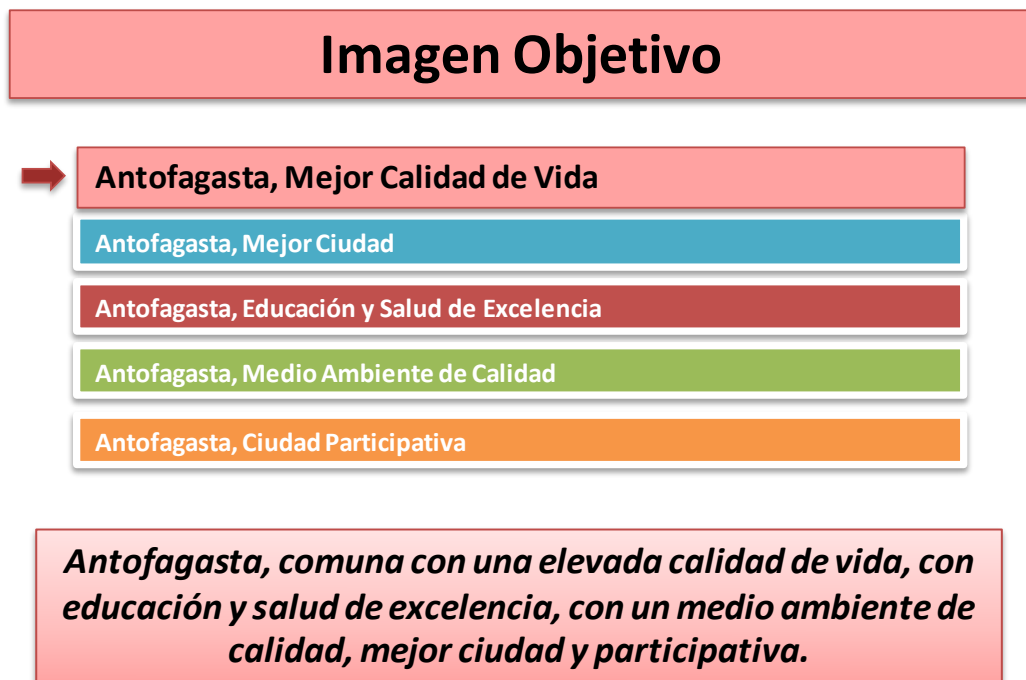 Imagen Objetivo
Antofagasta, Mejor Calidad de Vida
Antofagasta, Mejor Ciudad
Antofagasta, Educación y Salud de Excelencia
Antofagasta, Medio Ambiente de Calidad
Antofagasta, Ciudad Participativa
Antofagasta, comuna con una elevada calidad de vida, con
educación y salud de excelencia, con un medio ambiente de
calidad, mejor ciudad y participativa.